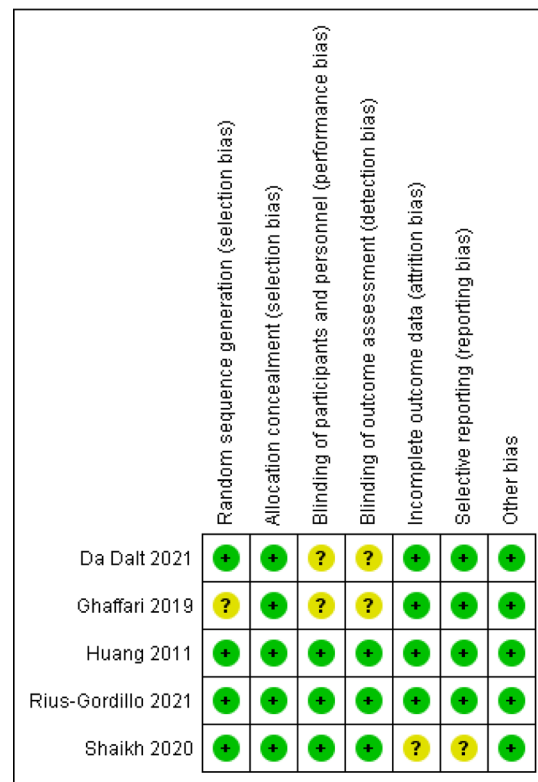 Random sequence generation (selection bias)
Allocation concealment (selection bias)
Blinding of participants and personnel (performance bias)
Blinding of outcome assessment (detection bias)
Incomplete outcome data (attrition bias)
Selective reporting (reporting bias)
Other bias
Da Dalt 2021 + + ? ? + + +
Ghaffari 2019 ? + ? ? + + +
Huang 2011 + + + + + + +
Rius-Gordillo 2021 + + + + + + +
Shaikh 2020 + + + + ? ? +